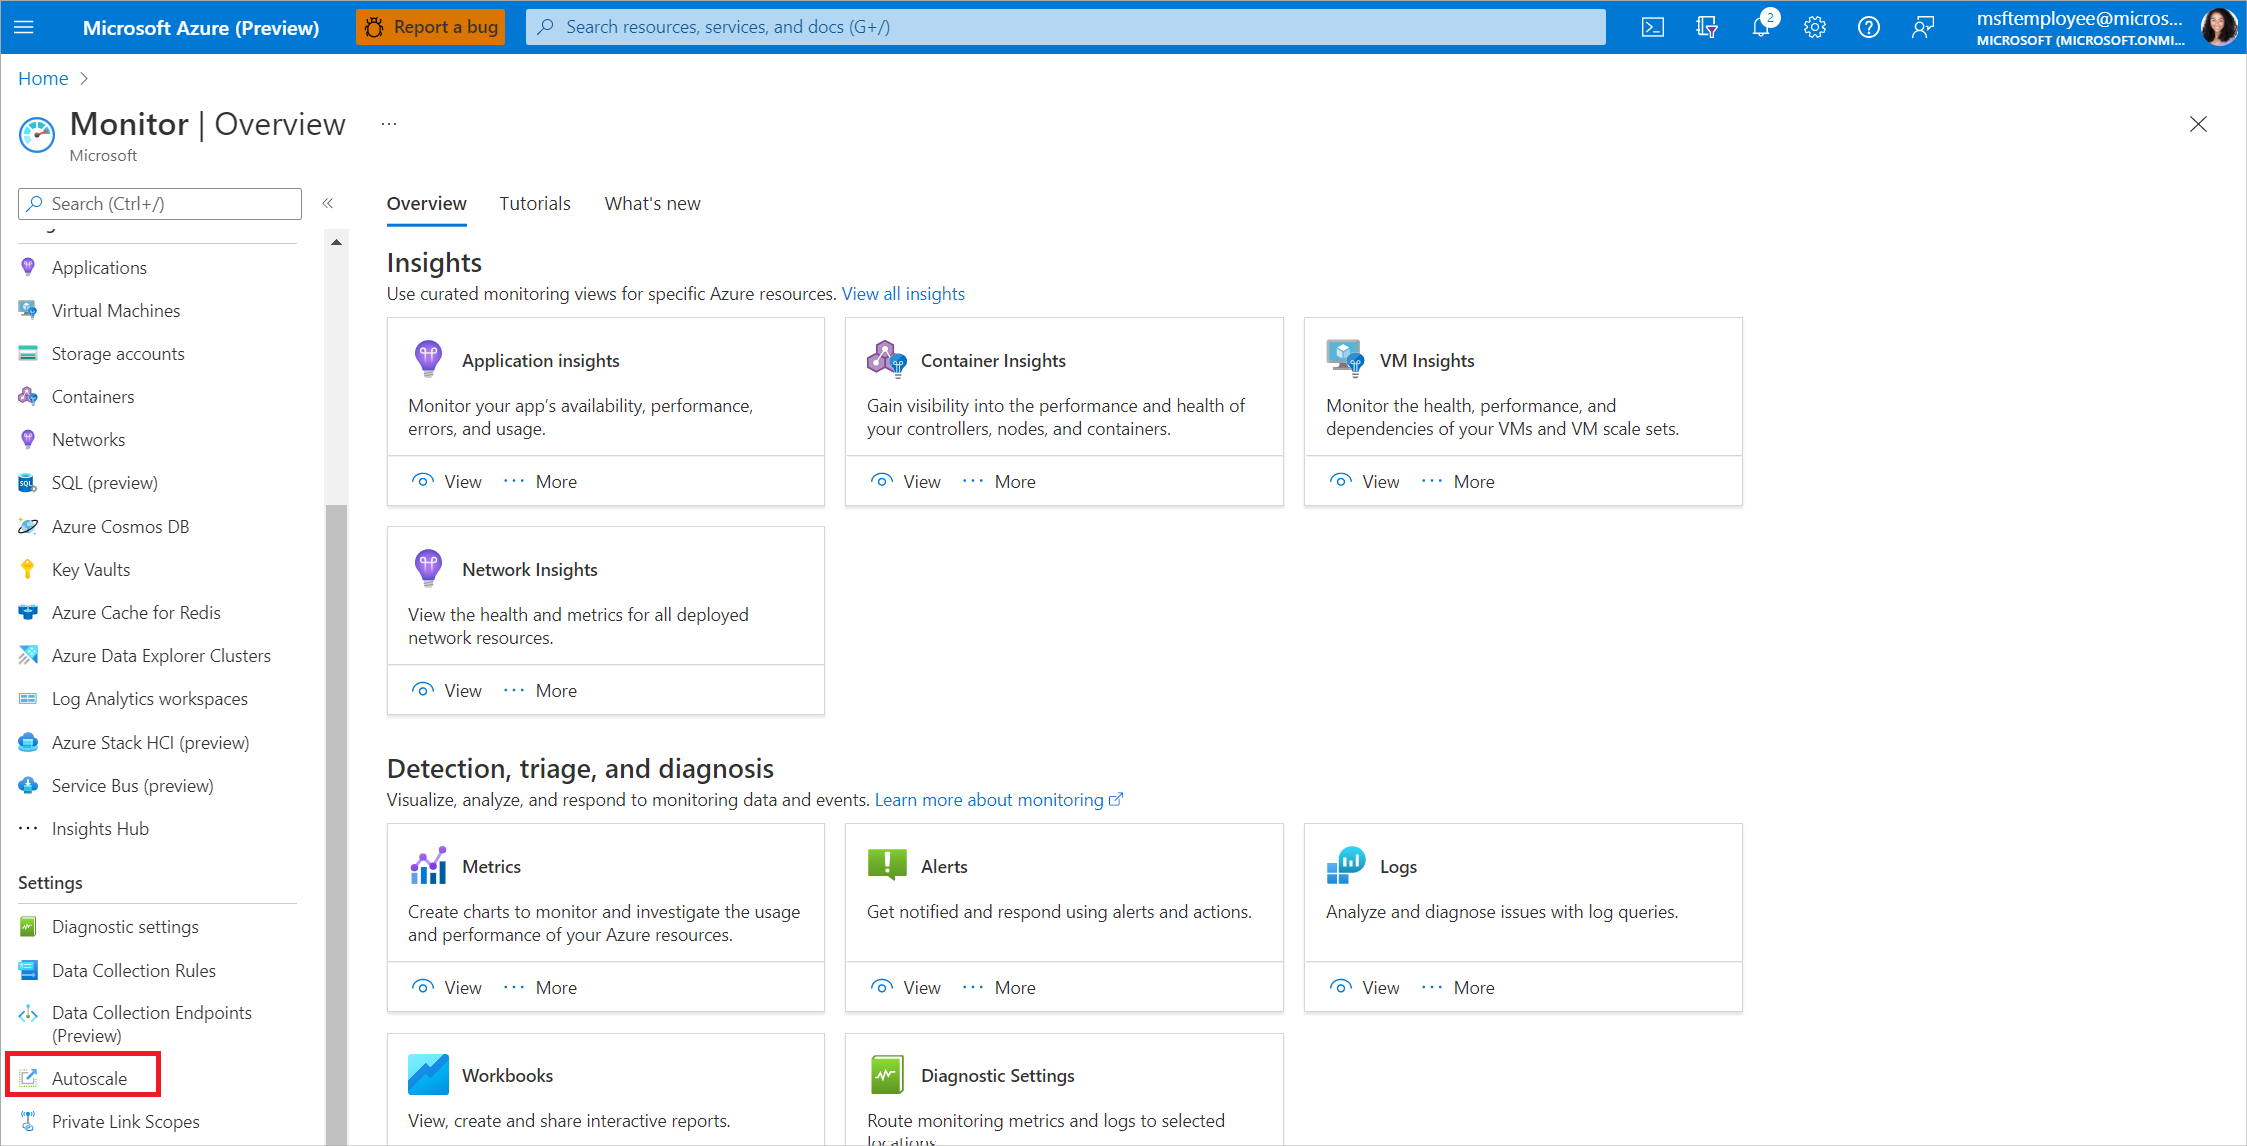 Microsoft Azure (Preview)
Report a bug
Search resources, services, and docs (G+/)
2
msftemployee@micros...
MICROSOFT (MICROSOFT.ONMI...
Home
Monitor | Overview ...
Microsoft
Search (Ctrl+/)
«
Applications
Virtual Machines
Storage accounts
Containers
Networks
SQL (preview)
Azure Cosmos DB
Key Vaults
Azure Cache for Redis
Azure Data Explorer Clusters
Log Analytics workspaces
Azure Stack HCI (preview)
Service Bus (preview)
Insights Hub
Settings
Diagnostic settings
Data Collection Rules
Data Collection Endpoints
(Preview)
Autoscale
Private Link Scopes
Overview Tutorials What's new
Insights
Use curated monitoring views for specific Azure resources. View all insights
Application insights
Monitor your app’s availability, performance,
errors, and usage.
View ... More
Container Insights
Gain visibility into the performance and health of
your controllers, nodes, and containers.
View ... More
VM Insights
Monitor the health, performance, and
dependencies of your VMs and VM scale sets.
View ... More
Network Insights
View the health and metrics for all deployed
network resources.
View ... More
Detection, triage, and diagnosis
Visualize, analyze, and respond to monitoring data and events. Learn more about monitoring
Metrics
Create charts to monitor and investigate the usage
and performance of your Azure resources.
View ... More
Alerts
Get notified and respond using alerts and actions.
View ... More
Logs
Analyze and diagnose issues with log queries.
View ... More
Workbooks
View, create and share interactive reports.
Diagnostic Settings
Route monitoring metrics and logs to selected
locations